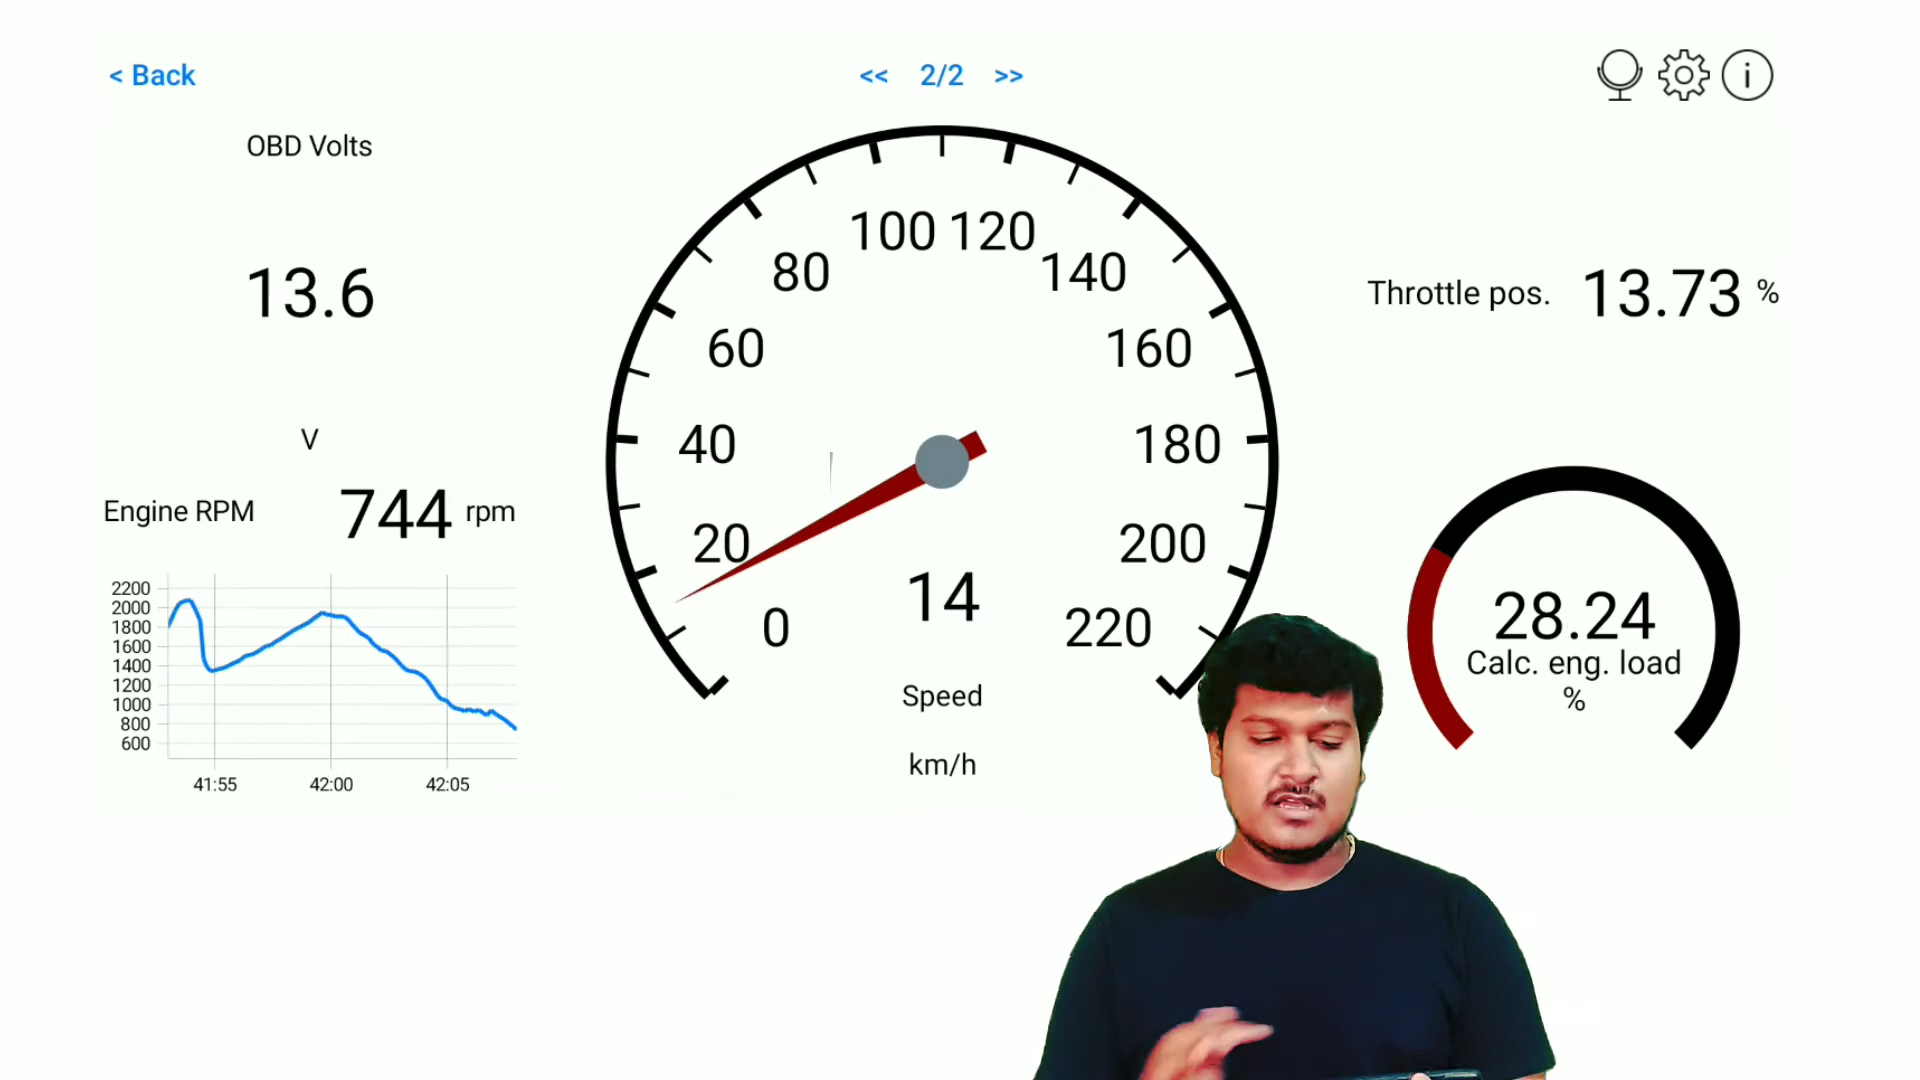 < Back
<< 2/2 >>
i
OBD Volts
13.6
V
Engine RPM 744 rpm
2200
2000
1800
1600
1400
1200
1000
800
600
41:55 42:00 42:05
0
20
40
60
80
100
120
140
160
180
200
220
14
Speed
km/h
Throttle pos. 13.73 %
28.24
Calc. eng. load
%